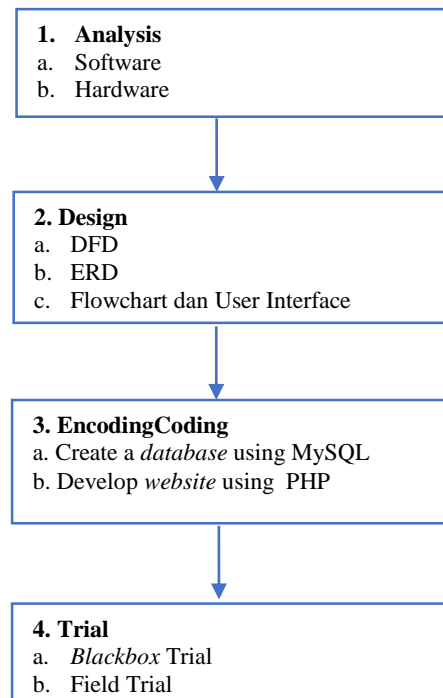 1. Analysis
a. Software
b. Hardware
2. Design
a. DFD
b. ERD
c. Flowchart dan User Interface
3. EncodingCoding
a. Create a database using MySQL
b. Develop website using PHP
4. Trial
a. Blackbox Trial
b. Field Trial